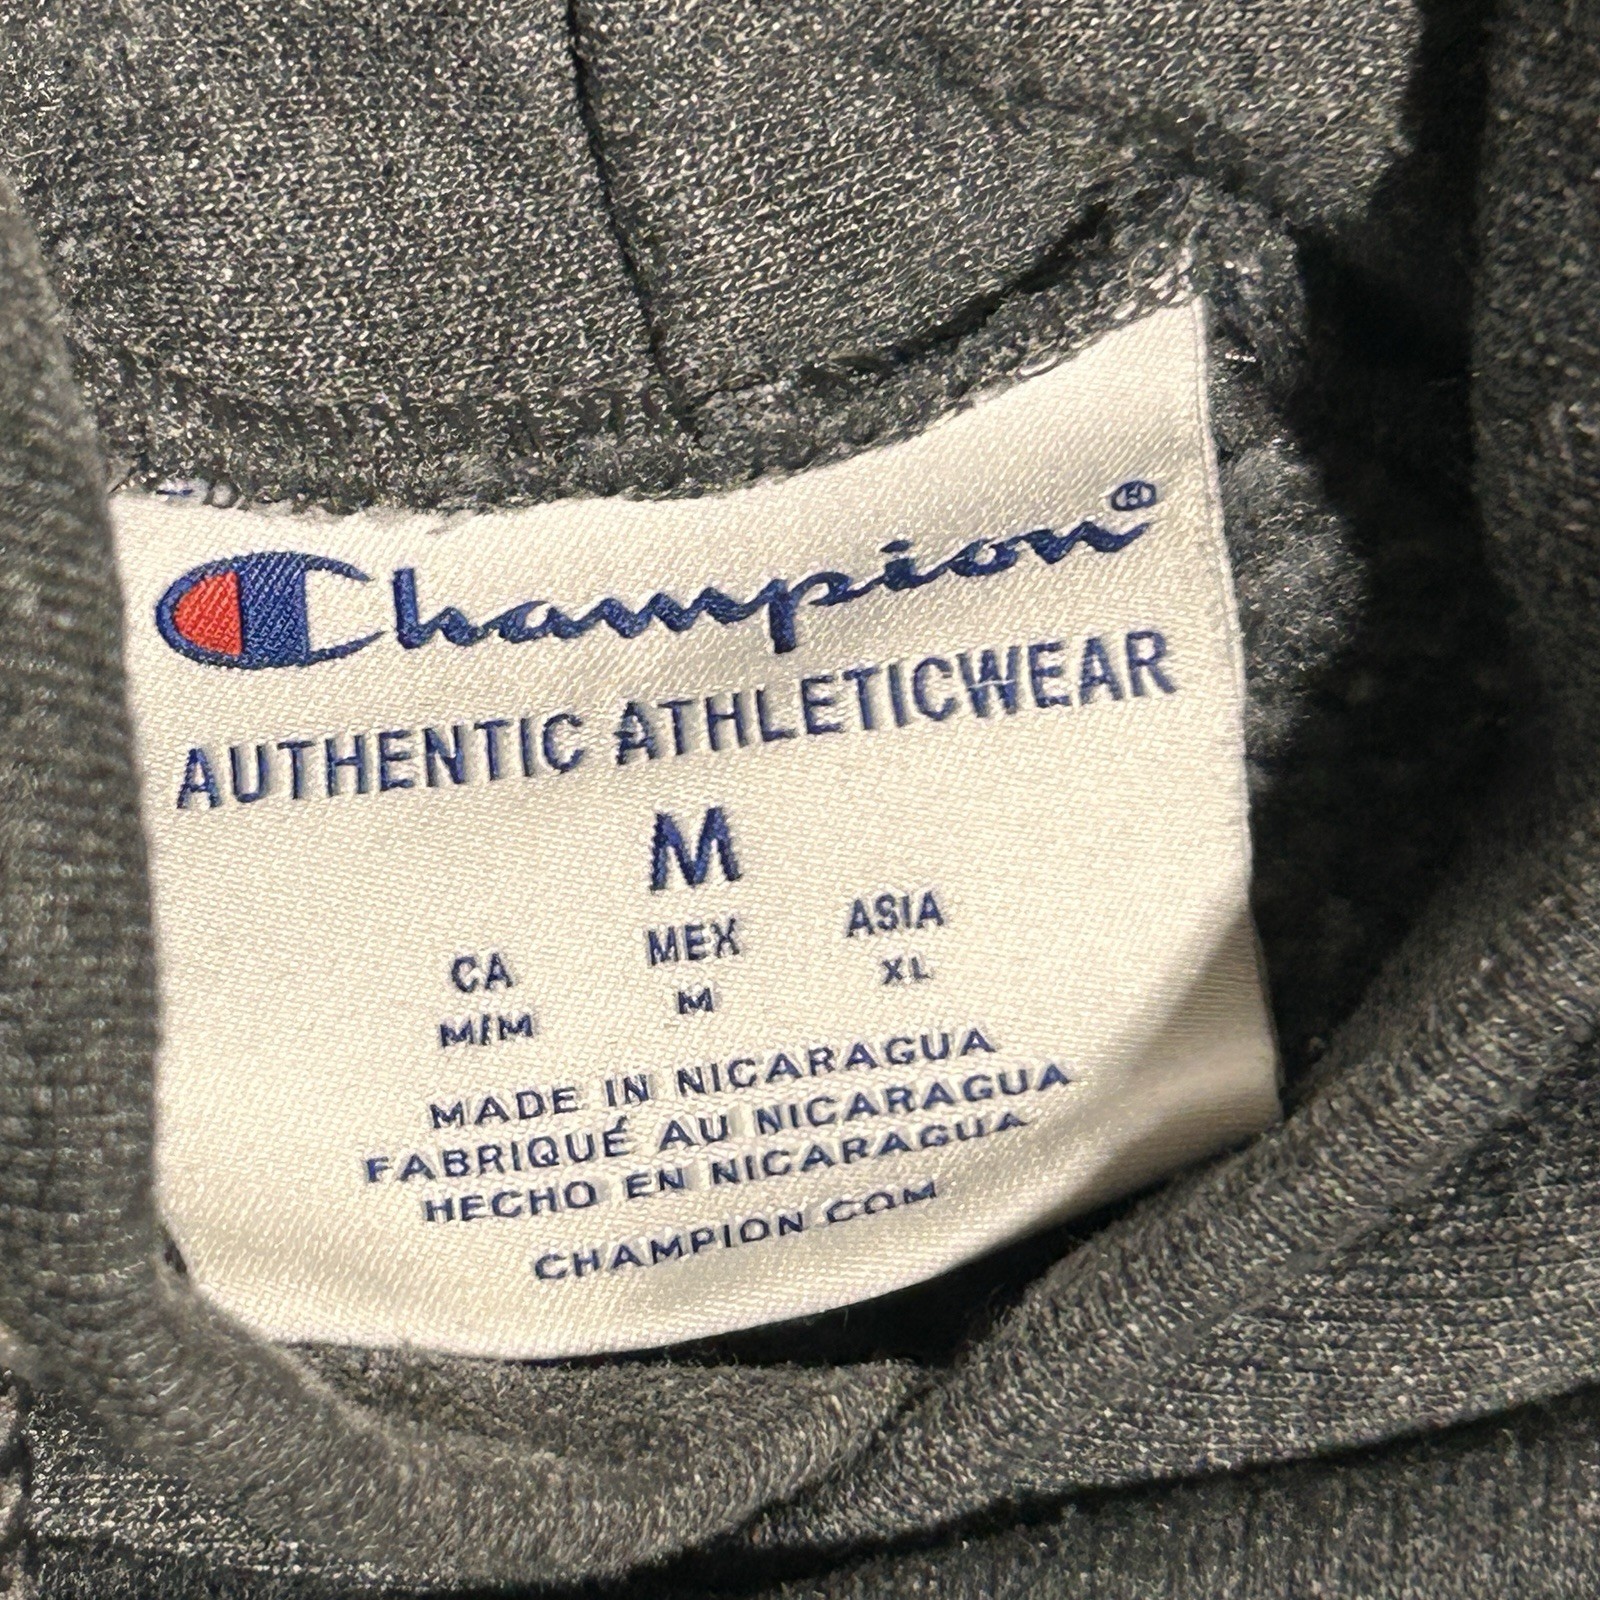 Champion®
AUTHENTIC ATHLETICWEAR
M
CA MEX ASIA
M/M M XL
MADE IN NICARAGUA
FABRIQUÉ AU NICARAGUA
HECHO EN NICARAGUA
CHAMPION.COM